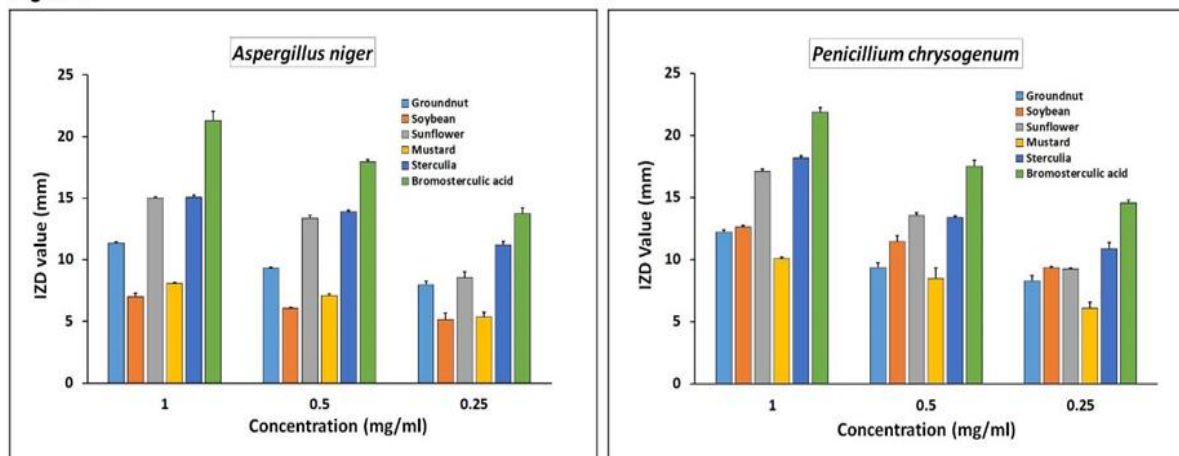 Aspergillus niger
25
20
15
10
5
0
IZD value (mm)
Groundnut
Soybean
Sunflower
Mustard
Sterculia
Bromosterculic acid
1
0.5
0.25
Concentration (mg/ml)
Penicillium chrysogenum
25
20
15
10
5
0
IZD Value (mm)
Groundnut
Soybean
Sunflower
Mustard
Sterculia
Bromosterculic acid
1
0.5
0.25
Concentration (mg/ml)